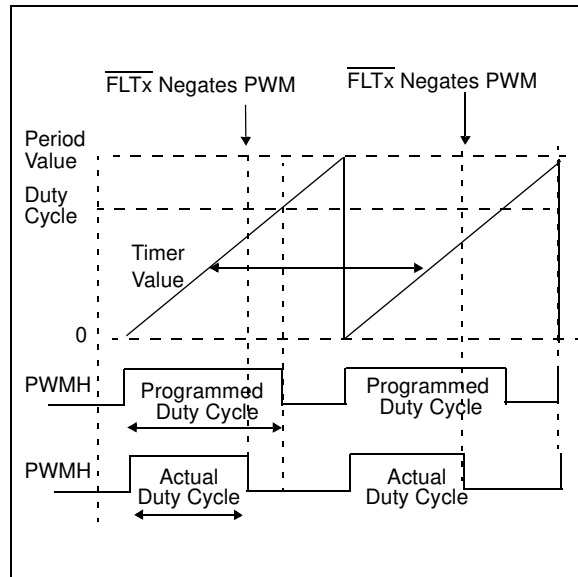 FLTx Negates PWM
FLTx Negates PWM
Period
Value
Duty
Cycle
Timer
Value
0
PWMH
Programmed
Duty Cycle
Programmed
Duty Cycle
PWMH
Actual
Duty Cycle
Actual
Duty Cycle